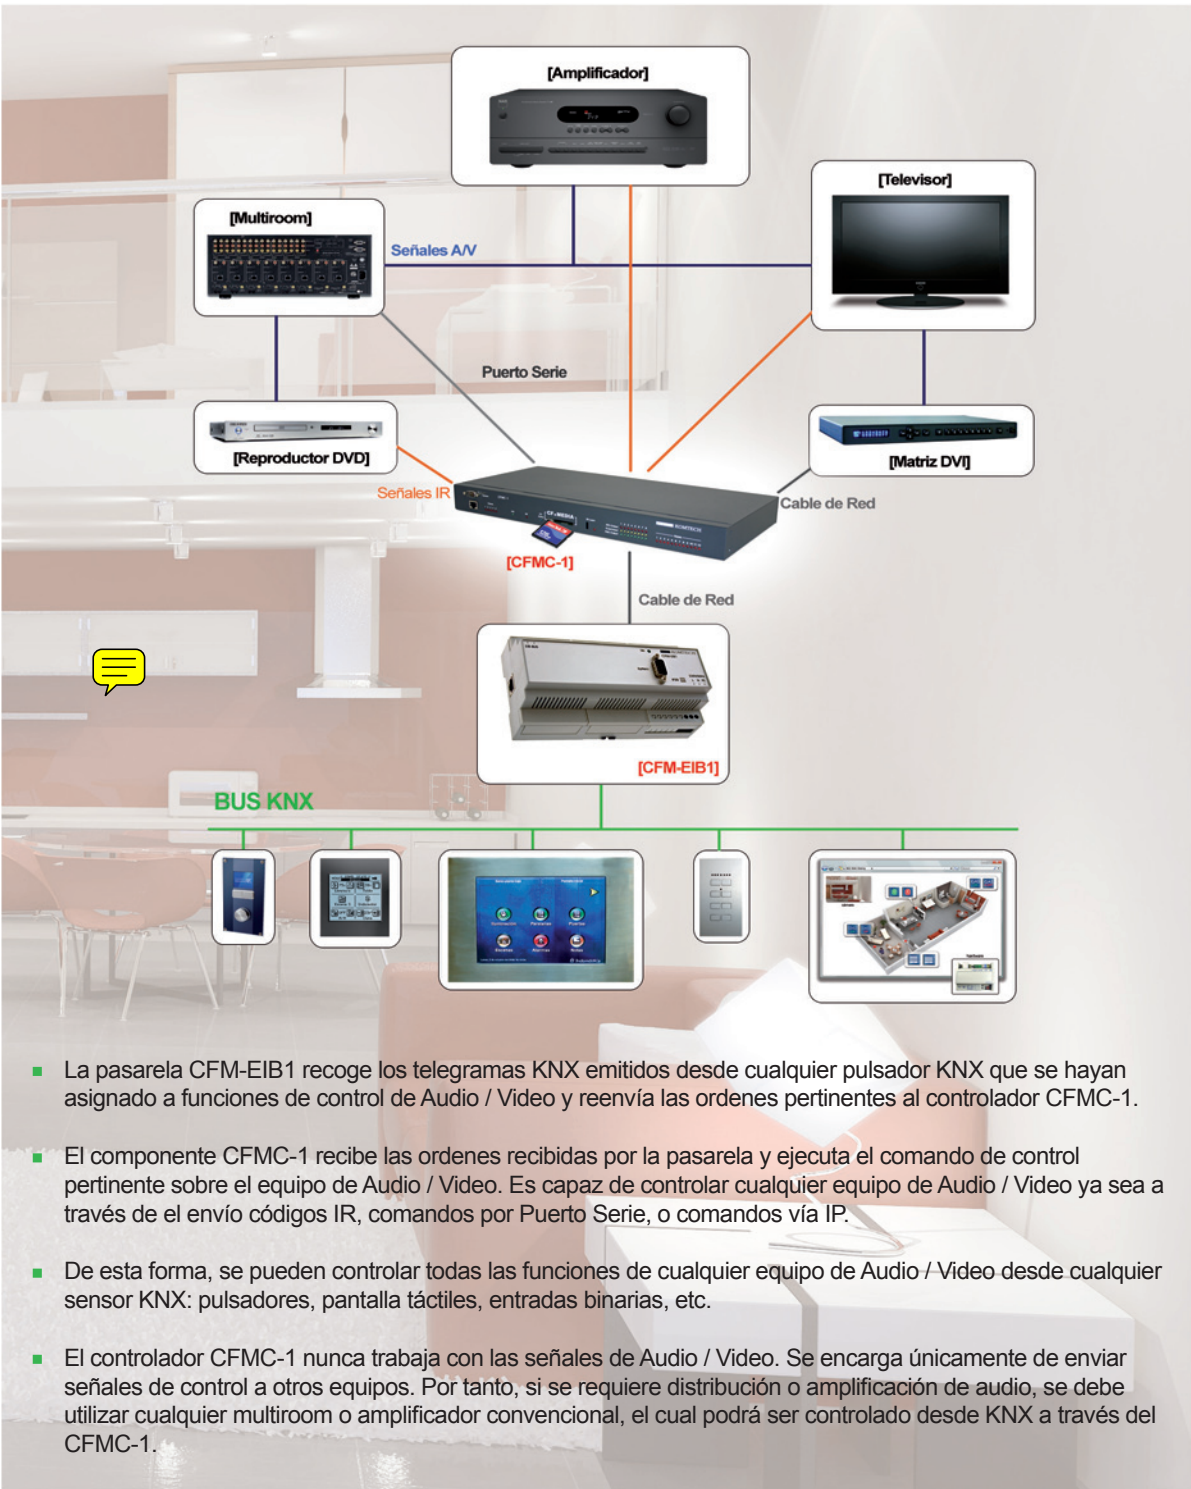 [Amplificador]
[Televisor]
[Multiroom]
Señales A/V
Puerto Serie
[Reproductor DVD]
[Matriz DVI]
Señales IR
Cable de Red
[CFMC-1]
Cable de Red
[CFM-EIB1]
BUS KNX
La pasarela CFM-EIB1 recoge los telegramas KNX emitidos desde cualquier pulsador KNX que se hayan
asignado a funciones de control de Audio / Video y reenvía las ordenes pertinentes al controlador CFMC-1.
El componente CFMC-1 recibe las ordenes recibidas por la pasarela y ejecuta el comando de control
pertinente sobre el equipo de Audio / Video. Es capaz de controlar cualquier equipo de Audio / Video ya sea a
través de el envío códigos IR, comandos por Puerto Serie, o comandos vía IP.
De esta forma, se pueden controlar todas las funciones de cualquier equipo de Audio / Video desde cualquier
sensor KNX: pulsadores, pantalla táctiles, entradas binarias, etc.
El controlador CFMC-1 nunca trabaja con las señales de Audio / Video. Se encarga únicamente de enviar
señales de control a otros equipos. Por tanto, si se requiere distribución o amplificación de audio, se debe
utilizar cualquier multiroom o amplificador convencional, el cual podrá ser controlado desde KNX a través del
CFMC-1.